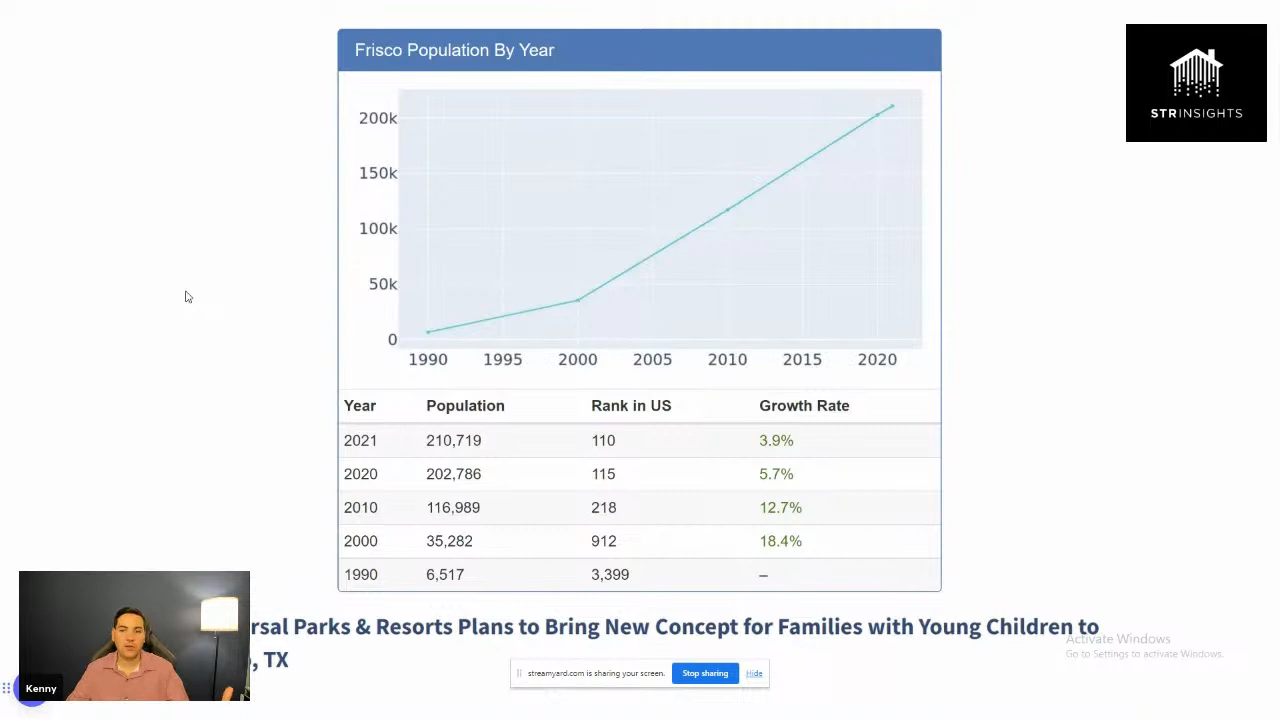 Frisco Population By Year
STRINSIGHTS
200k
150k
100k
50k
0
1990 1995 2000 2005 2010 2015 2020
Year Population Rank in US Growth Rate
2021 210,719 110 3.9%
2020 202,786 115 5.7%
2010 116,989 218 12.7%
2000 35,282 912 18.4%
1990 6,517 3,399 –
rsal Parks & Resorts Plans to Bring New Concept for Families with Young Children to
, TX
Activate Windows
Go to Settings to activate Windows.
streamyard.com is sharing your screen. Stop sharing Hide
Kenny